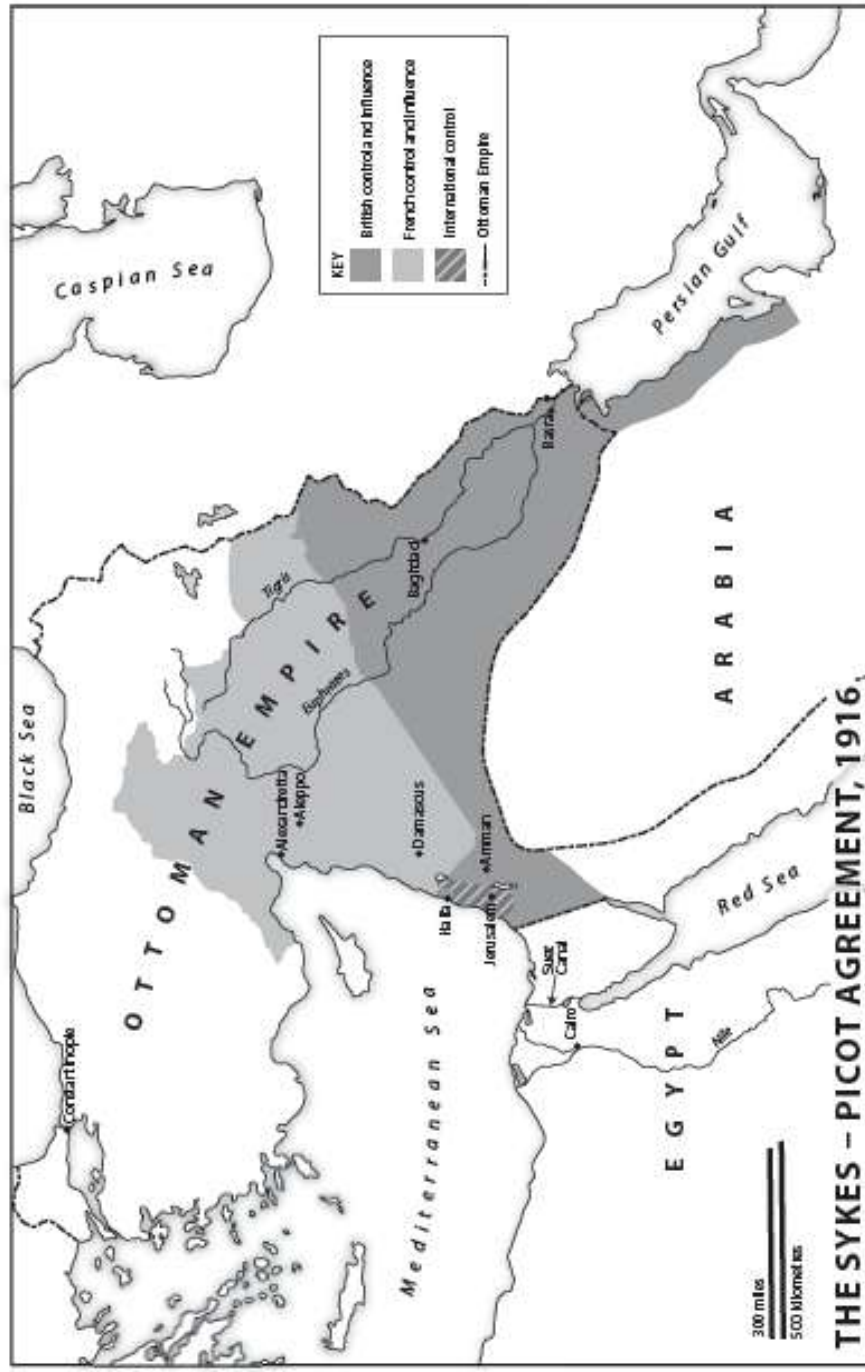 Black Sea
Caspian Sea
Constantinople
OTTOMAN EMPIRE
KEY
British control and influence
French control and influence
International control
Ottoman Empire
Tigris
Euphrates
Alexandretta
Aleppo
Mediterranean Sea
Damascus
Baghdad
Haifa
Amman
Jerusalem
Basra
Persian Gulf
Suez
Canal
Cairo
EGYPT
Nile
Red Sea
ARABIA
300 miles
500 kilometres
THE SYKES – PICOT AGREEMENT, 1916.